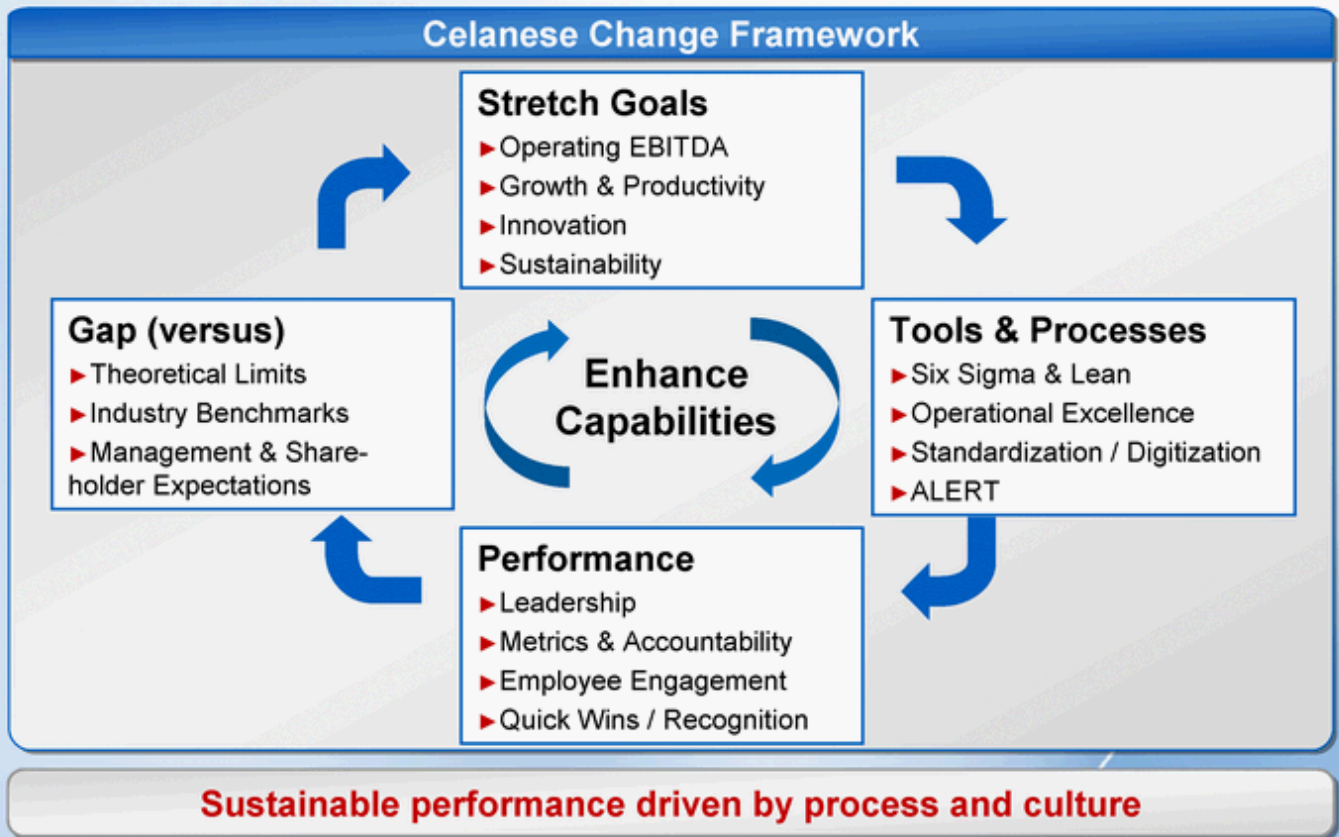 Celanese Change Framework
Stretch Goals
►Operating EBITDA
►Growth & Productivity
►Innovation
►Sustainability
Gap (versus)
►Theoretical Limits
►Industry Benchmarks
►Management & Share-
holder Expectations
Enhance
Capabilities
Tools & Processes
►Six Sigma & Lean
►Operational Excellence
►Standardization / Digitization
►ALERT
Performance
►Leadership
►Metrics & Accountability
►Employee Engagement
►Quick Wins / Recognition
Sustainable performance driven by process and culture